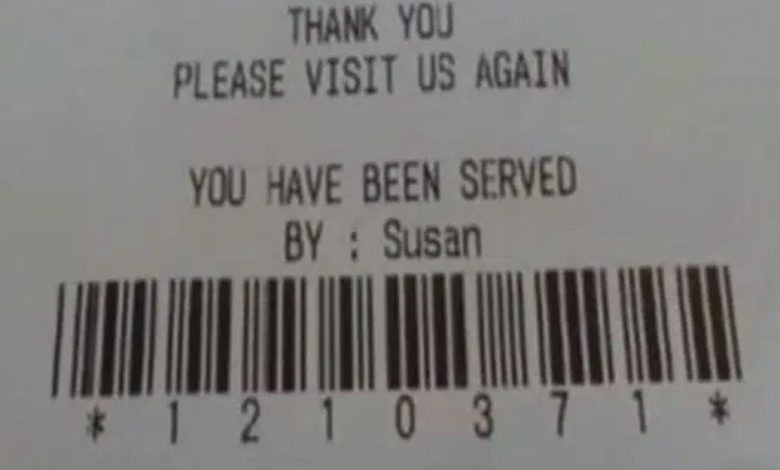 THANK YOU
PLEASE VISIT US AGAIN
YOU HAVE BEEN SERVED
BY : Susan
*1210371*